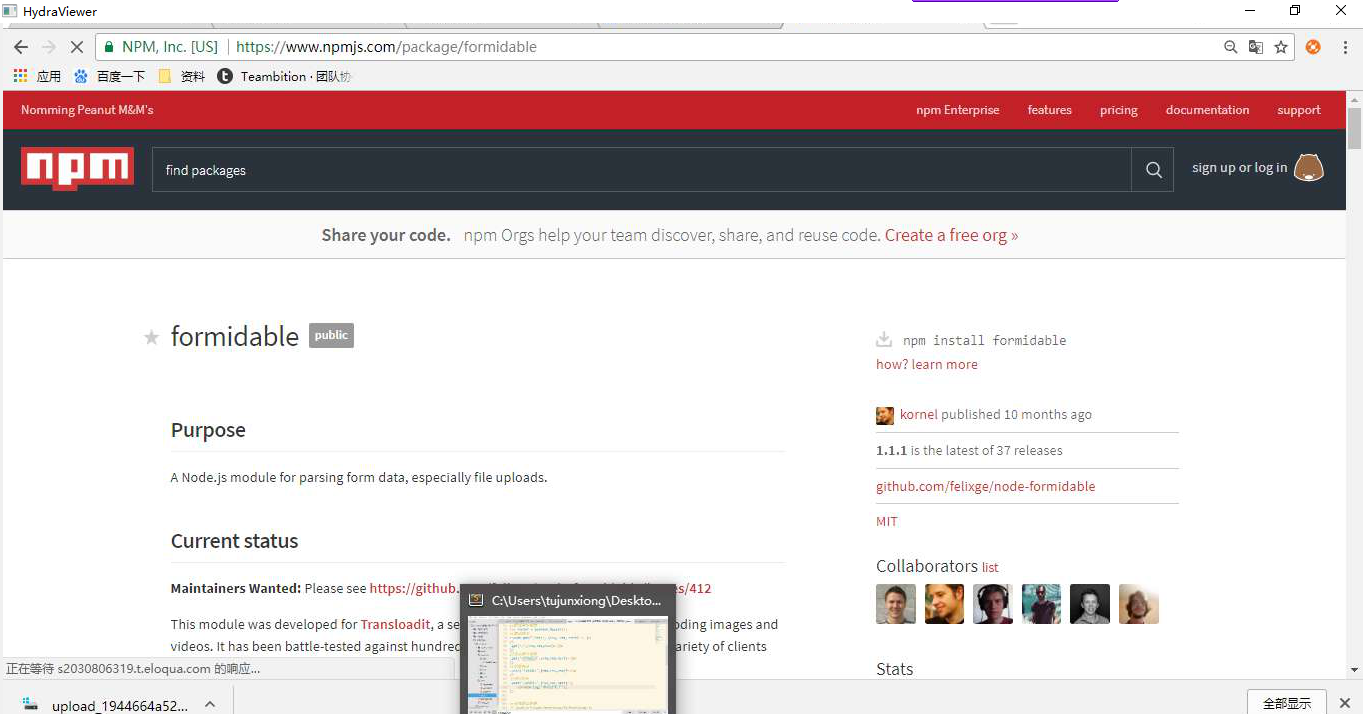 HydraViewer
NPM, Inc. [US] https://www.npmjs.com/package/formidable
应用 百度一下 资料 Teambition · 团队协
Nomming Peanut M&M's npm Enterprise features pricing documentation support
npm find packages sign up or log in
Share your code. npm Orgs help your team discover, share, and reuse code. Create a free org »
formidable public
npm install formidable
how? learn more
kornel published 10 months ago
Purpose
1.1.1 is the latest of 37 releases
A Node.js module for parsing form data, especially file uploads.
github.com/felixge/node-formidable
MIT
Current status
Collaborators list
Maintainers Wanted: Please see https://github. es/412
C:\Users\tujunxiong\Deskto...
This module was developed for Transloadit, a se oding images and
videos. It has been battle-tested against hundred ariety of clients
Stats
正在等待 s2030806319.t.eloqua.com 的响应...
upload_1944664a52... 全部显示